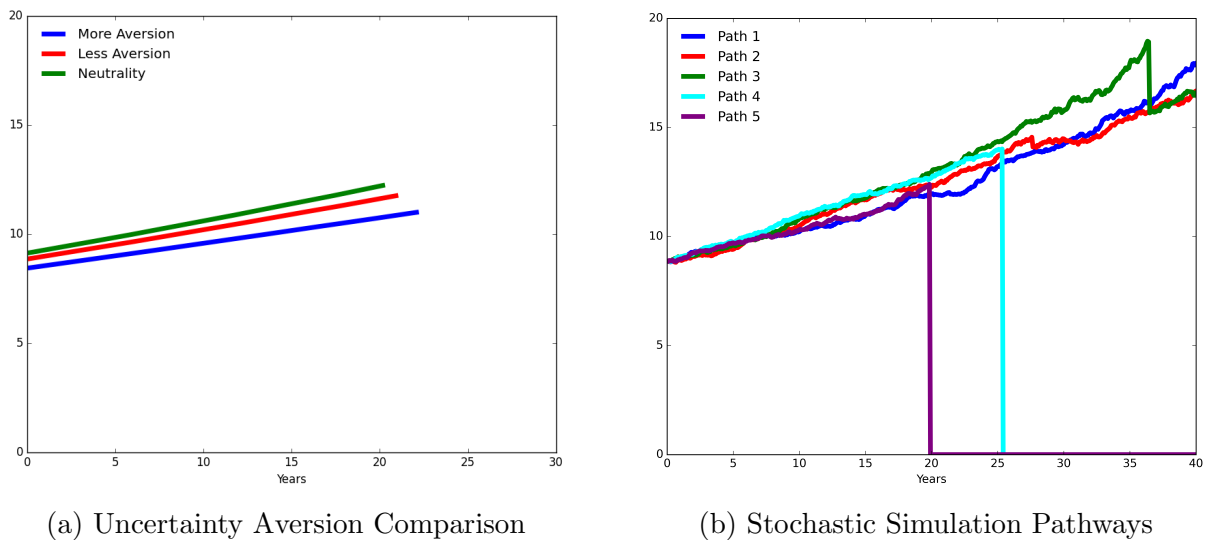 20
15
10
5
0
More Aversion
Less Aversion
Neutrality
0 5 10 15 20 25 30
Years
(a) Uncertainty Aversion Comparison
20
15
10
5
0
Path 1
Path 2
Path 3
Path 4
Path 5
0 5 10 15 20 25 30 35 40
Years
(b) Stochastic Simulation Pathways